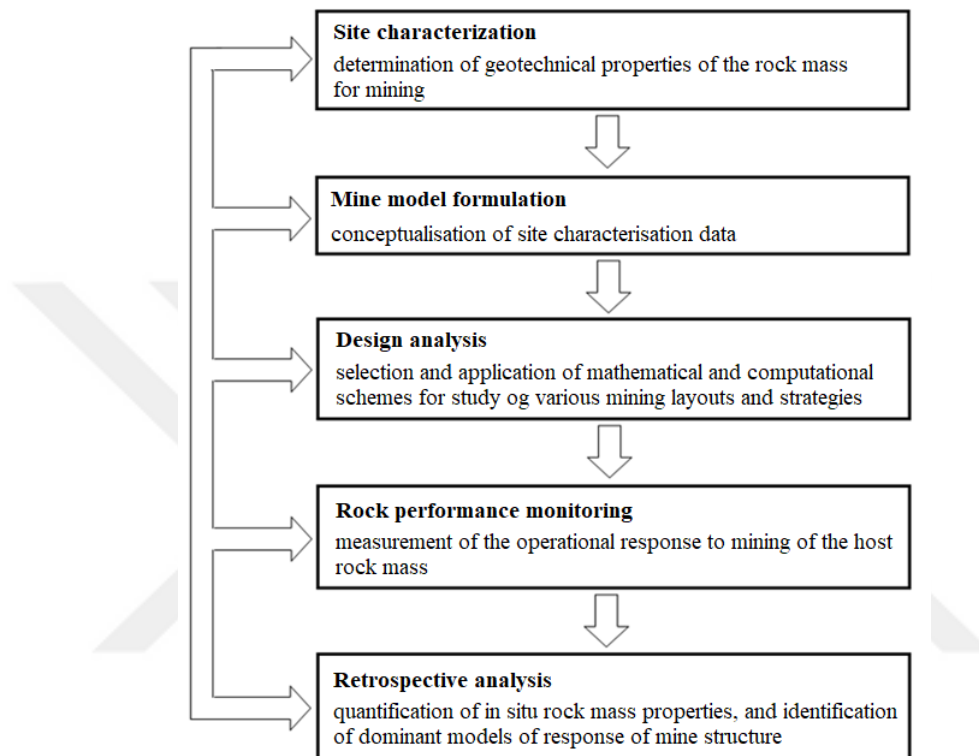 Site characterization
determination of geotechnical properties of the rock mass
for mining
Mine model formulation
conceptualisation of site characterisation data
Design analysis
selection and application of mathematical and computational
schemes for study og various mining layouts and strategies
Rock performance monitoring
measurement of the operational response to mining of the host
rock mass
Retrospective analysis
quantification of in situ rock mass properties, and identification
of dominant models of response of mine structure